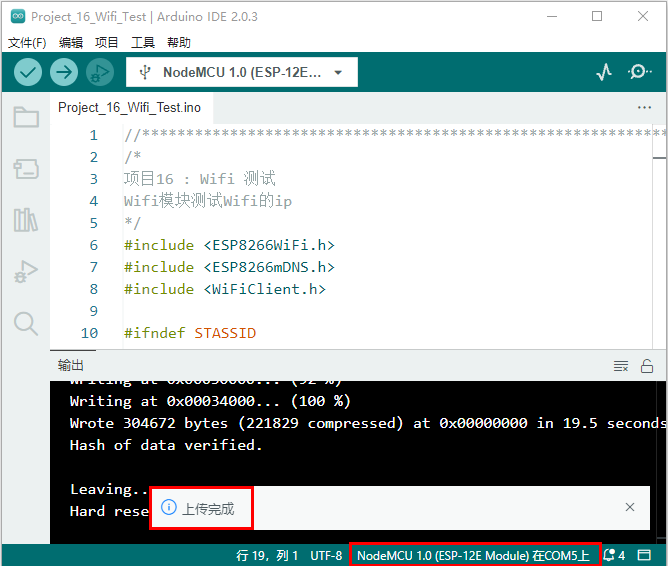 Project_16_Wifi_Test | Arduino IDE 2.0.3
文件(F) 编辑 项目 工具 帮助
NodeMCU 1.0 (ESP-12E...
Project_16_Wifi_Test.ino
1 //************************************************************
2 /*
3 项目16 : Wifi 测试
4 Wifi模块测试Wifi的ip
5 */
6 #include <ESP8266WiFi.h>
7 #include <ESP8266mDNS.h>
8 #include <WiFiClient.h>
9
10 #ifndef STASSID
输出
Writing at 0x00030000... (92 %)
Writing at 0x00034000... (100 %)
Wrote 304672 bytes (221829 compressed) at 0x00000000 in 19.5 seconds
Hash of data verified.
Leaving..
Hard rese
上传完成
行 19，列 1 UTF-8 NodeMCU 1.0 (ESP-12E Module) 在COM5上 4